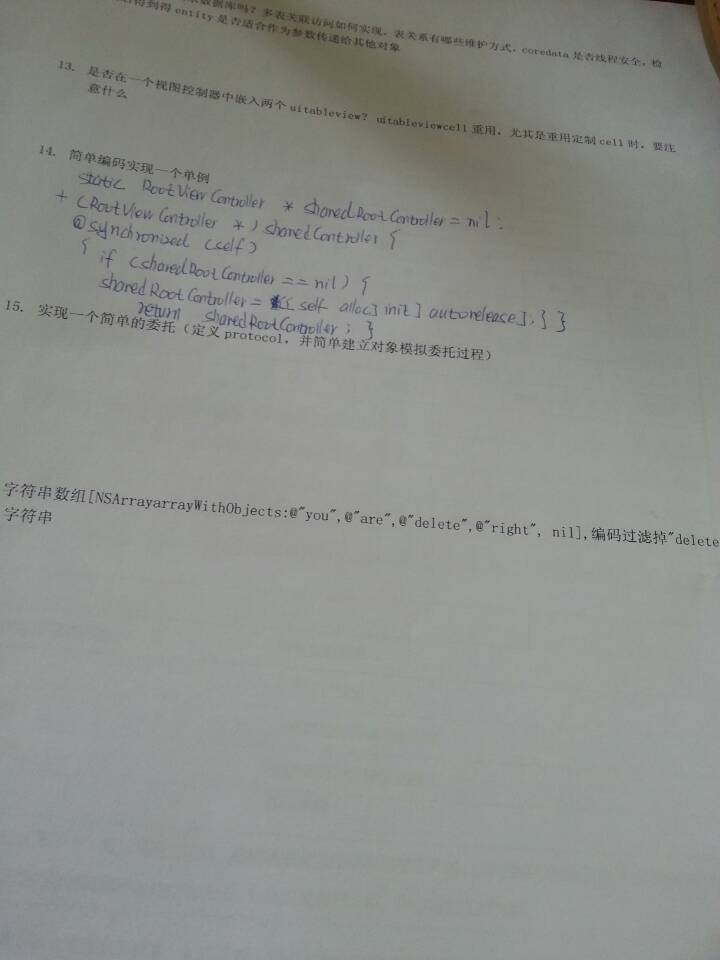 数据库吗？多表关联访问如何实现，表关系有哪些维护方式，coredata 是否线程安全，检
得到得 entity 是否适合作为参数传递给其他对象
13. 是否在一个视图控制器中嵌入两个 uitableview? uitableviewcell 重用，尤其是重用定制 cell 时，要注
意什么
14. 简单编码实现一个单例
static RootViewController * sharedRootController = nil;
+ (RootViewController *) sharedController {
@synchronized (self)
{ if (sharedRootController == nil) {
sharedRootController = [[[self alloc] init] autorelease]; } }
return sharedRootController; }
15. 实现一个简单的委托（定义 protocol，并简单建立对象模拟委托过程）
字符串数组[NSArrayarrayWithObjects:@"you",@"are",@"delete",@"right", nil],编码过滤掉"delete
字符串